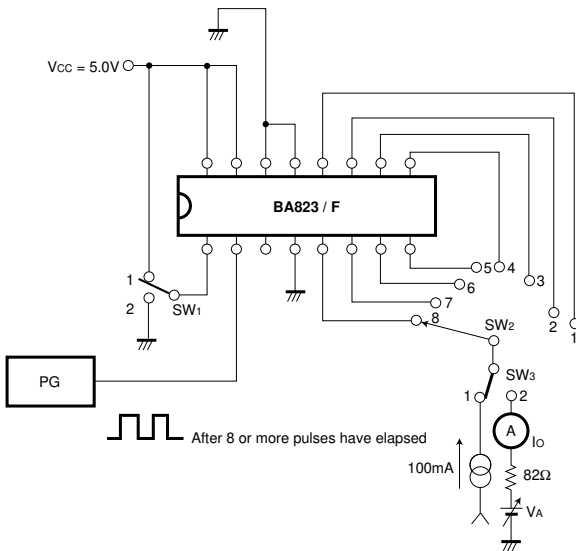 VCC = 5.0V
BA823 / F
1
2
SW1
5
4
3
6
2
1
7
8
SW2
SW3
1
2
PG
A
IO
After 8 or more pulses have elapsed
100mA
82Ω
VA